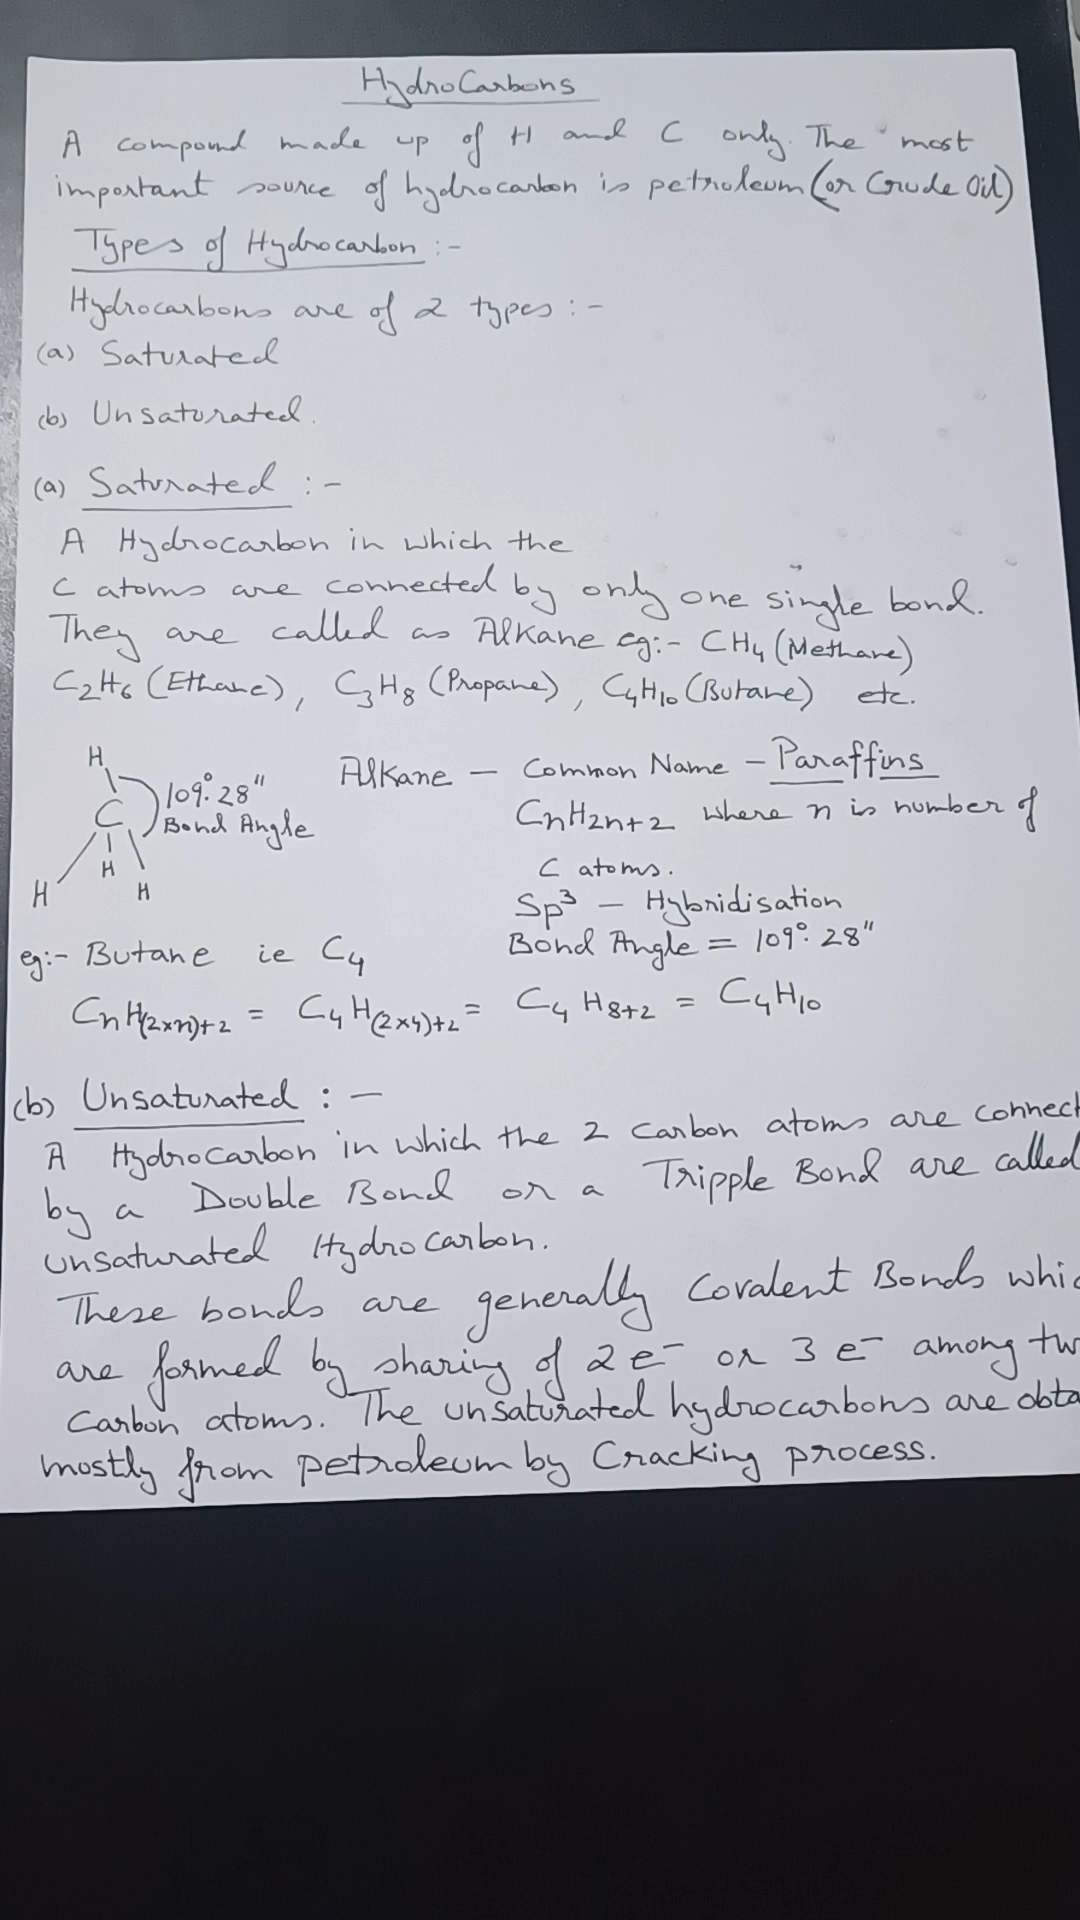 HydroCarbons
A compound made up of H and C only. The most
important source of hydrocarbon is petroleum (or Crude Oil)
Types of Hydrocarbon :-
Hydrocarbons are of 2 types :-
(a) Saturated
(b) Unsaturated.
(a) Saturated :-
A Hydrocarbon in which the
C atoms are connected by only one single bond.
They are called as Alkane eg:- CH₄ (Methane)
C₂H₆ (Ethane), C₃H₈ (Propane), C₄H₁₀ (Butane) etc.
H
109° 28"
C
Bond Angle
H
H
H
Alkane - Common Name - Paraffins
CnH2n+2 where n is number of
C atoms.
Sp³ - Hybridisation
Bond Angle = 109° 28"
eg:- Butane ie C₄
CnH(2×n)+2 = C₄H(2×4)+2 = C₄H8+2 = C₄H₁₀
(b) Unsaturated :-
A Hydrocarbon in which the 2 carbon atoms are connect
by a Double Bond or a Tripple Bond are called
unsaturated Hydrocarbon.
These bonds are generally Covalent Bonds whic
are formed by sharing of 2e⁻ or 3e⁻ among tw
Carbon atoms. The unsaturated hydrocarbons are obta
mostly from petroleum by Cracking process.